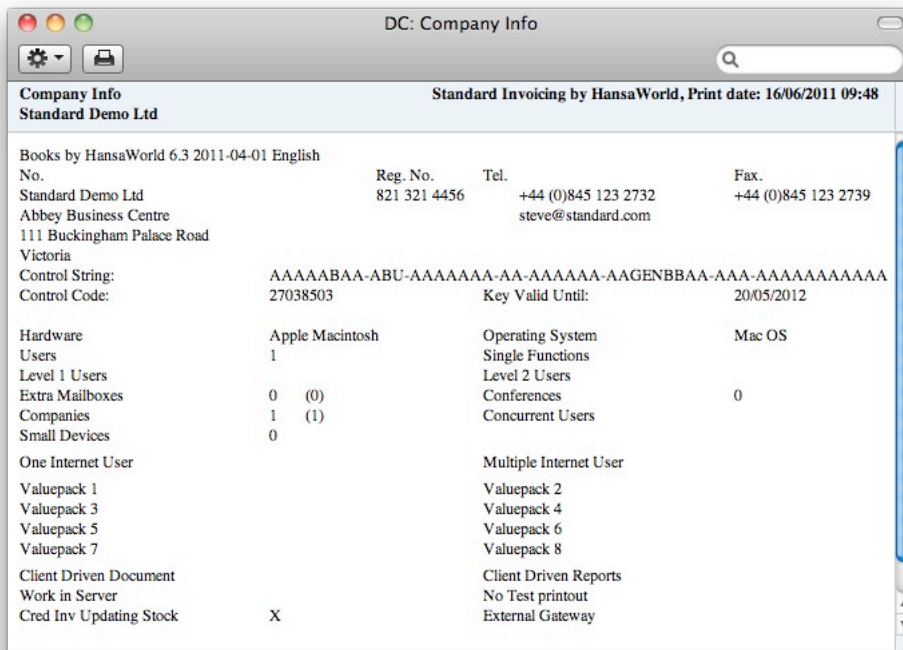 DC: Company Info
Company Info Standard Invoicing by HansaWorld, Print date: 16/06/2011 09:48
Standard Demo Ltd
Books by HansaWorld 6.3 2011-04-01 English
No. Reg. No. Tel. Fax.
Standard Demo Ltd 821 321 4456 +44 (0)845 123 2732 +44 (0)845 123 2739
Abbey Business Centre steve@standard.com
111 Buckingham Palace Road
Victoria
Control String: AAAAABAA-ABU-AAAAAAA-AA-AAAAAA-AAGENBBAA-AAA-AAAAAAAAAAA
Control Code: 27038503 Key Valid Until: 20/05/2012
Hardware Apple Macintosh Operating System Mac OS
Users 1 Single Functions
Level 1 Users Level 2 Users
Extra Mailboxes 0 (0) Conferences 0
Companies 1 (1) Concurrent Users
Small Devices 0
One Internet User Multiple Internet User
Valuepack 1 Valuepack 2
Valuepack 3 Valuepack 4
Valuepack 5 Valuepack 6
Valuepack 7 Valuepack 8
Client Driven Document Client Driven Reports
Work in Server No Test printout
Cred Inv Updating Stock X External Gateway